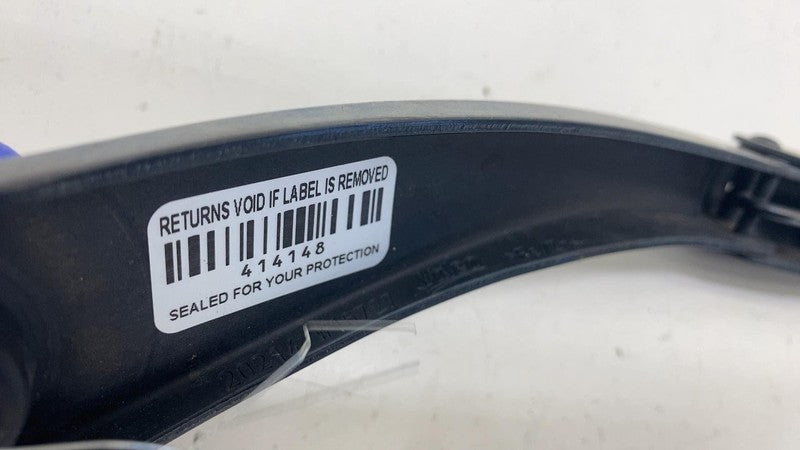 RETURNS VOID IF LABEL IS REMOVED
414148
SEALED FOR YOUR PROTECTION